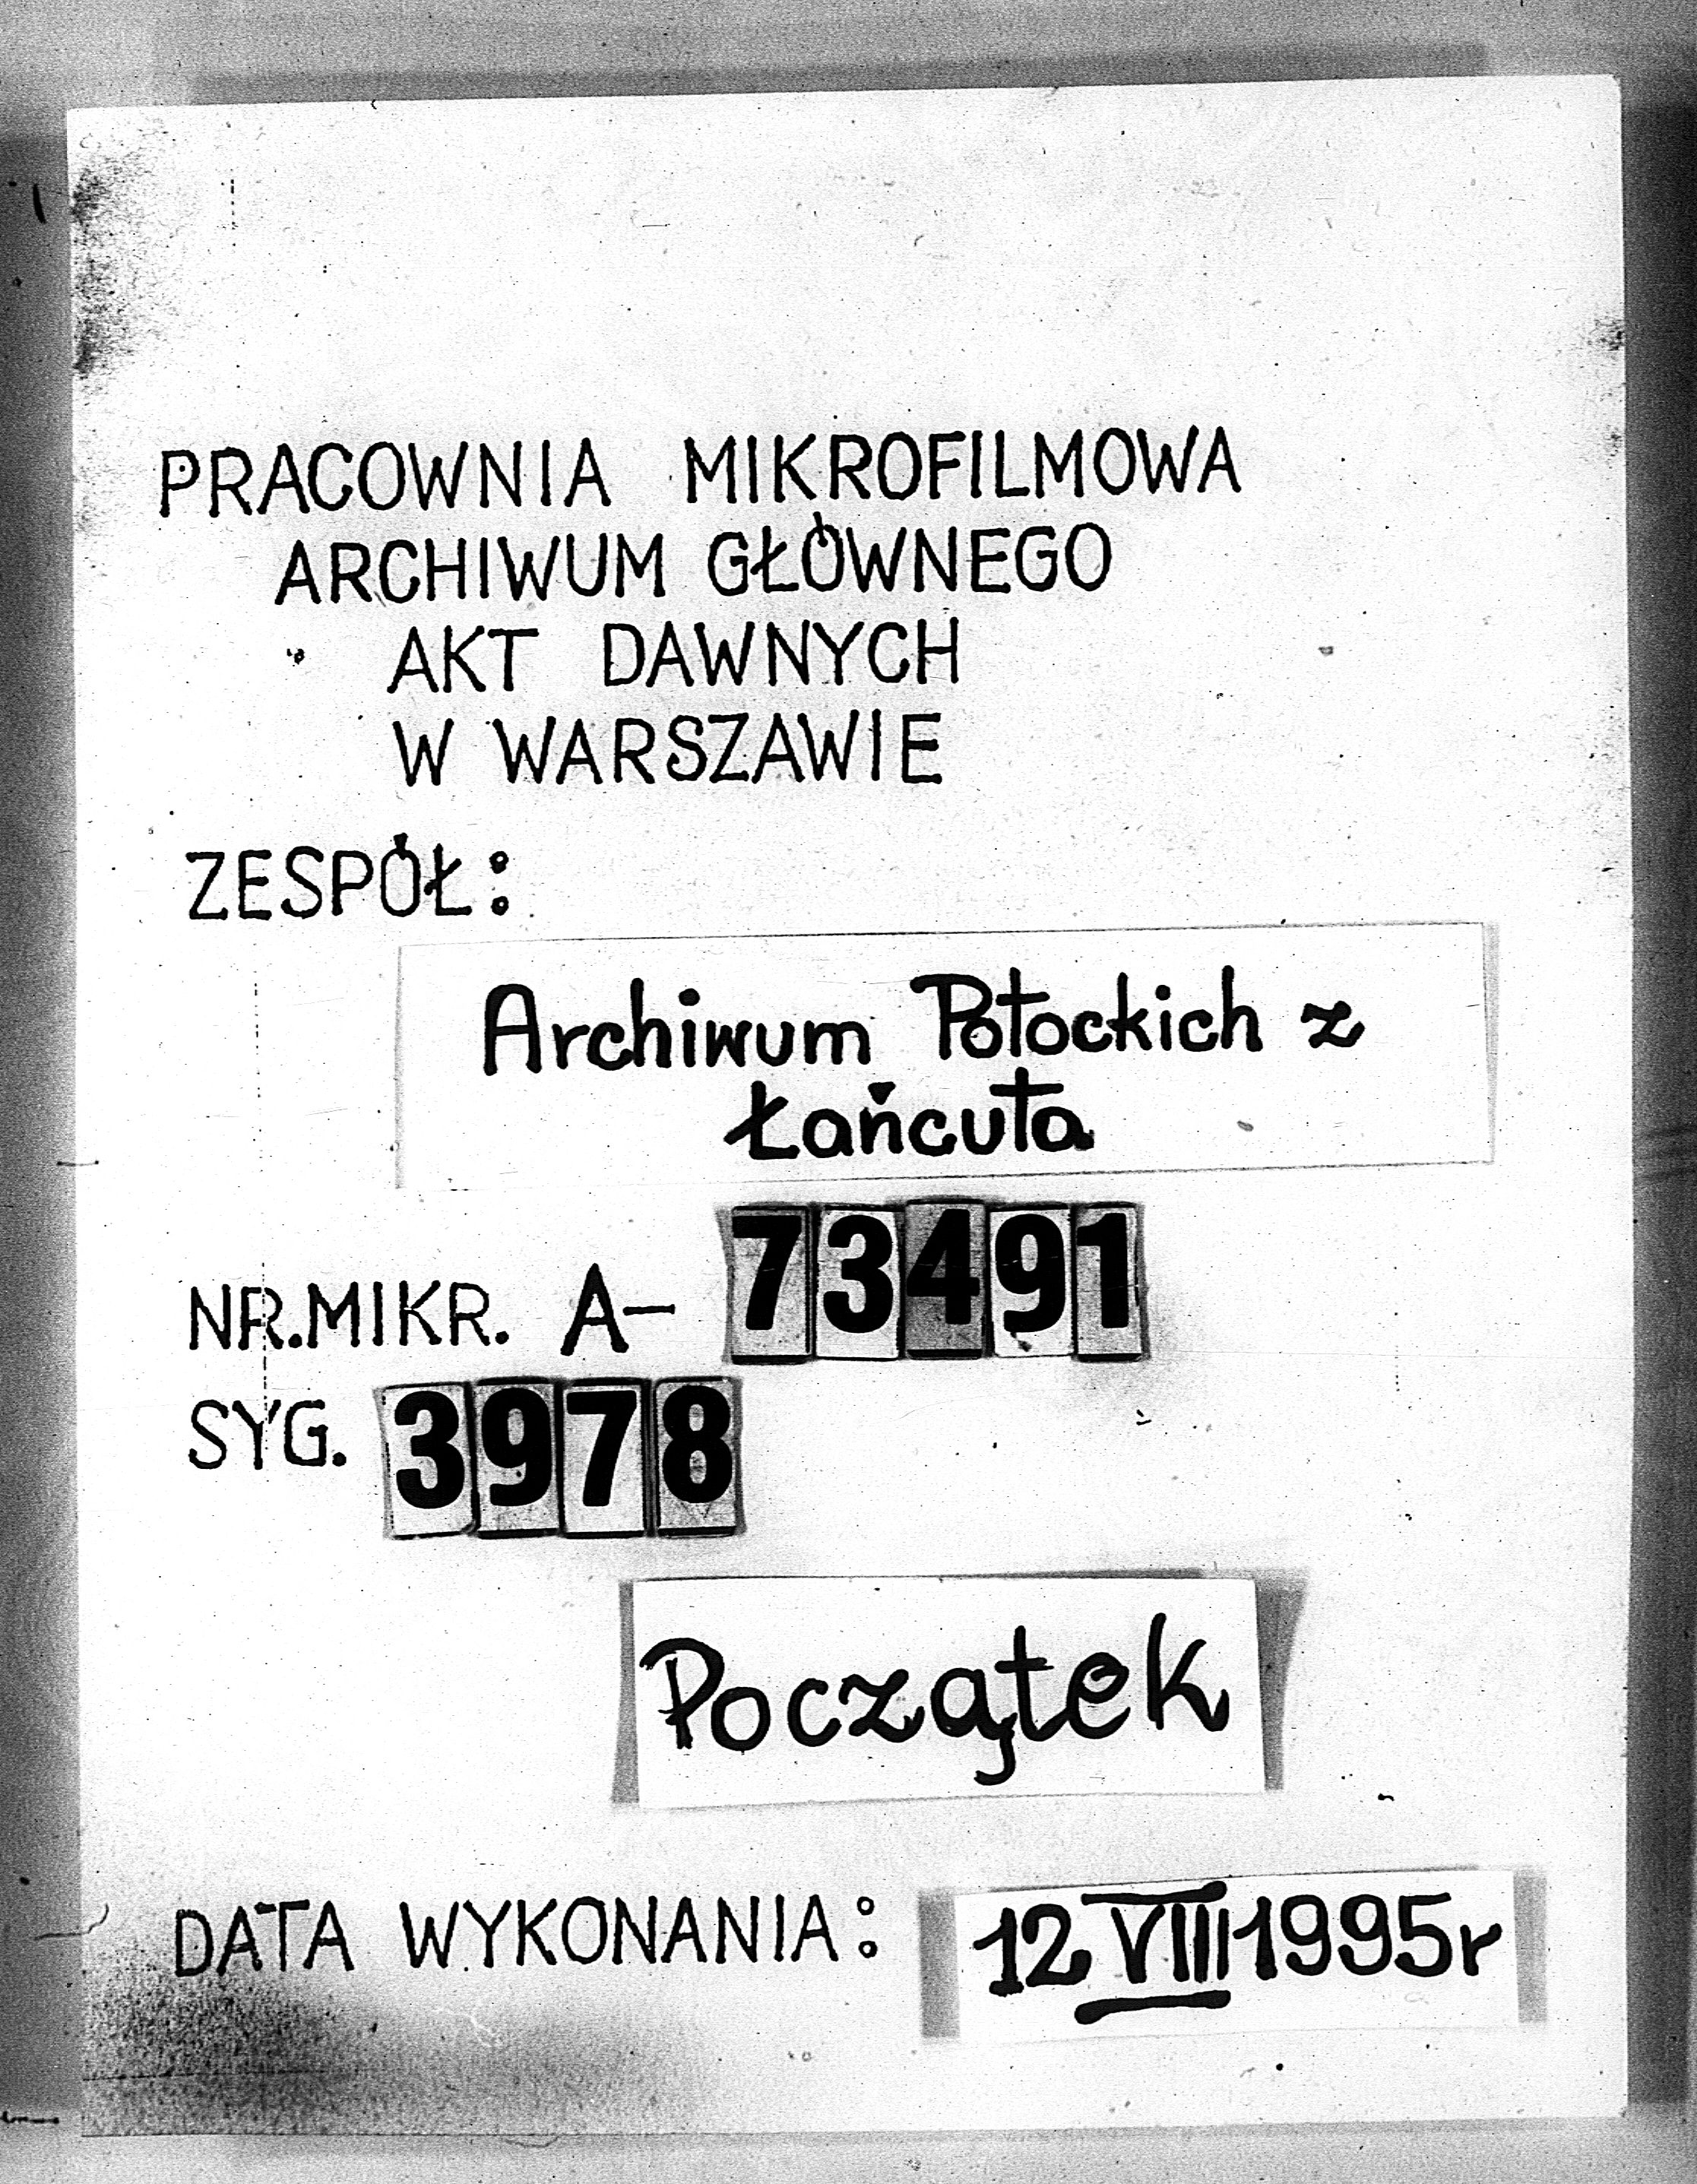 PRACOWNIA MIKROFILMOWA
ARCHIWUM GŁÓWNEGO
AKT DAWNYCH
W WARSZAWIE
ZESPÓŁ:
Archiwum Potockich z
Łańcuta
NR.MIKR. A- 73491
SYG. 3978
Początek
DATA WYKONANIA: 12 VIII 1995r